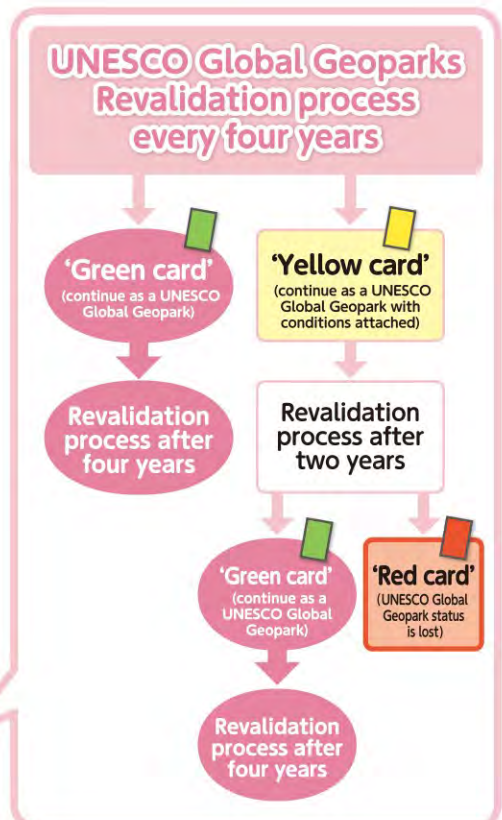 UNESCO Global Geoparks
Revalidation process
every four years
‘Green card’
(continue as a UNESCO
Global Geopark)
Revalidation
process after
four years
‘Yellow card’
(continue as a UNESCO
Global Geopark with
conditions attached)
Revalidation
process after
two years
‘Green card’
(continue as a
UNESCO Global
Geopark)
Revalidation
process after
four years
‘Red card’
(UNESCO Global
Geopark status
is lost)